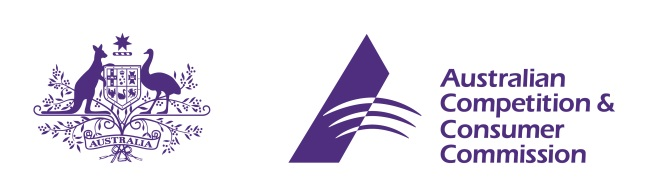 AUSTRALIA
Australian
Competition &
Consumer
Commission